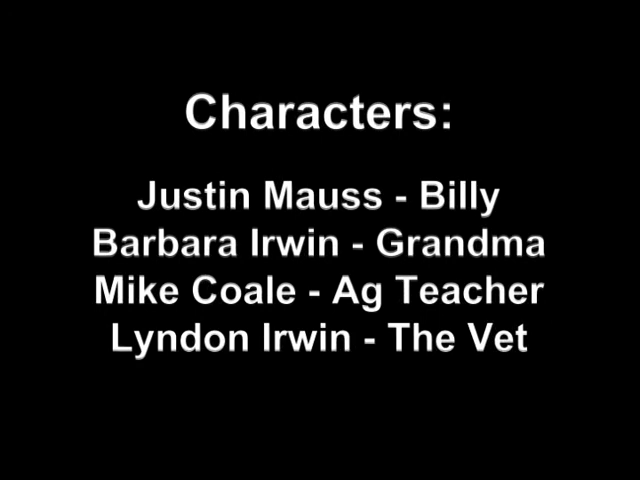 Characters:
Justin Mauss - Billy
Barbara Irwin - Grandma
Mike Coale - Ag Teacher
Lyndon Irwin - The Vet